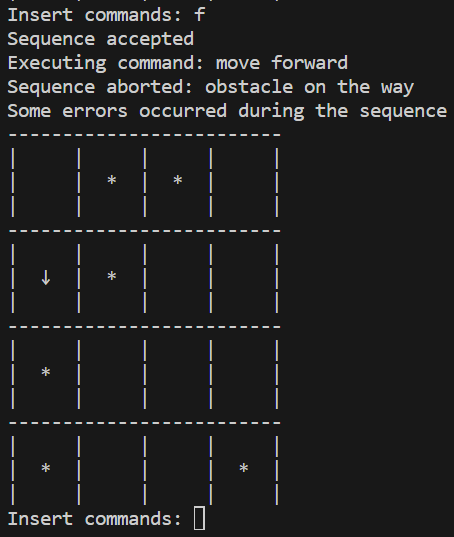 Insert commands: f
Sequence accepted
Executing command: move forward
Sequence aborted: obstacle on the way
Some errors occurred during the sequence
-------------------------
|     |     |     |     |
|     |  *  |  *  |     |
|     |     |     |     |
-------------------------
|     |     |     |     |
|  ↓  |  *  |     |     |
|     |     |     |     |
-------------------------
|     |     |     |     |
|  *  |     |     |     |
|     |     |     |     |
-------------------------
|     |     |     |     |
|  *  |     |     |  *  |
|     |     |     |     |
Insert commands: